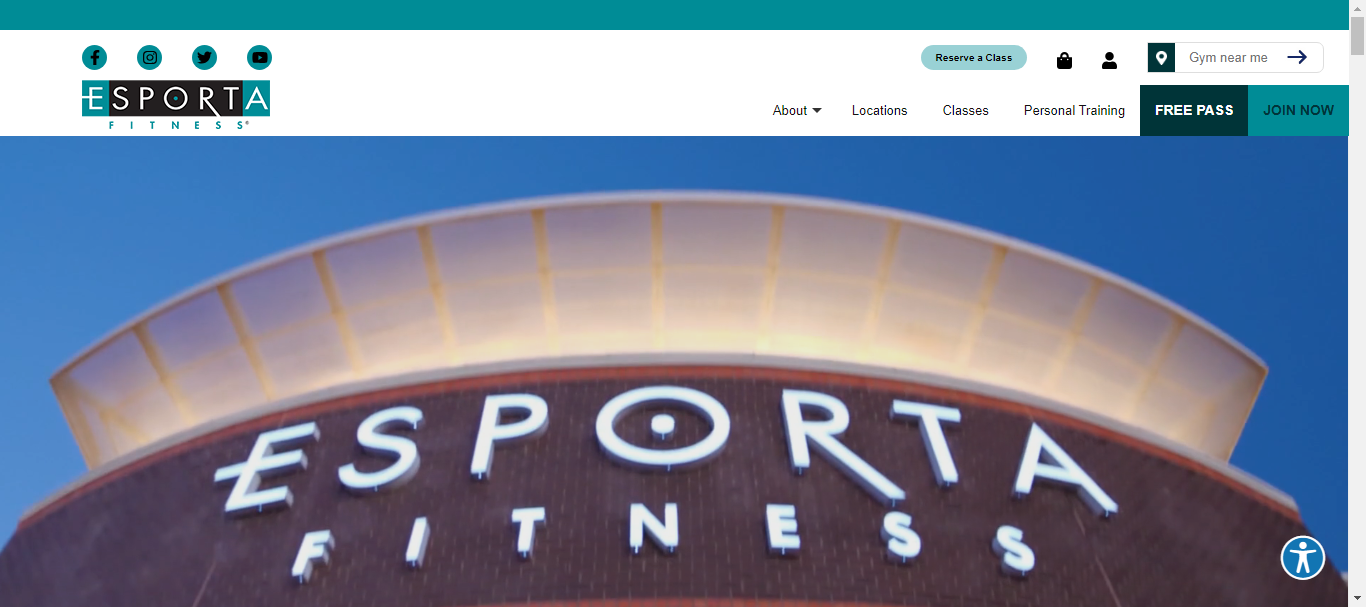 Reserve a Class
Gym near me
ESPORTA
FITNESS®
About
Locations
Classes
Personal Training
FREE PASS
JOIN NOW
ESPORTA
FITNESS